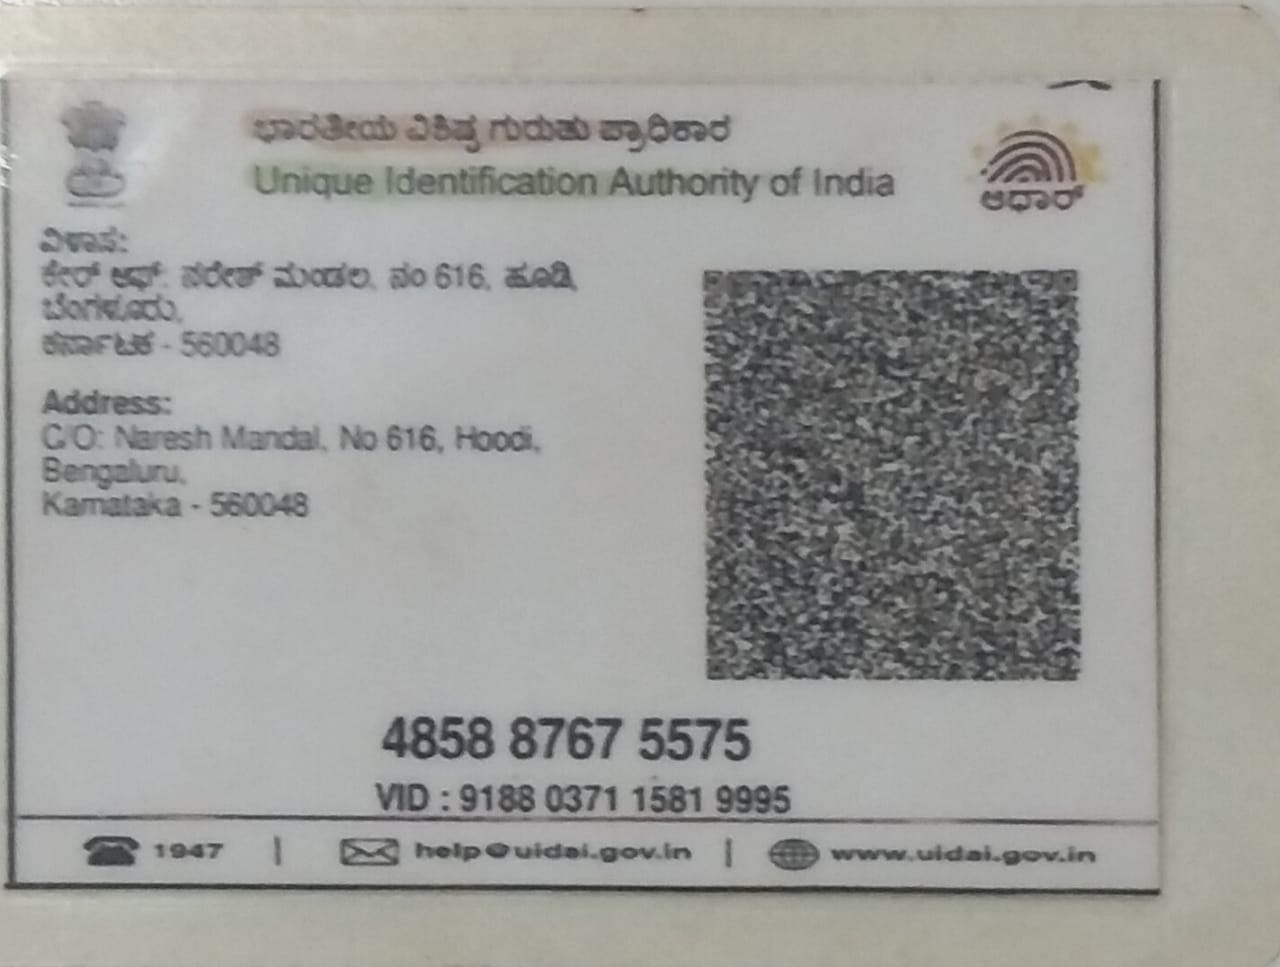 ಭಾರತೀಯ ವಿಶಿಷ್ಟ ಗುರುತು ಪ್ರಾಧಿಕಾರ
Unique Identification Authority of India
ಆಧಾರ್
ವಿಳಾಸ:
ಕೇರ್ ಆಫ್: ನರೇಶ್ ಮಂಡಲ, ನಂ 616, ಹೂಡಿ,
ಬೆಂಗಳೂರು,
ಕರ್ನಾಟಕ - 560048
Address:
C/O: Naresh Mandal, No 616, Hoodi,
Bengaluru,
Karnataka - 560048
4858 8767 5575
VID : 9188 0371 1581 9995
1947 | help@uidai.gov.in | www.uidai.gov.in